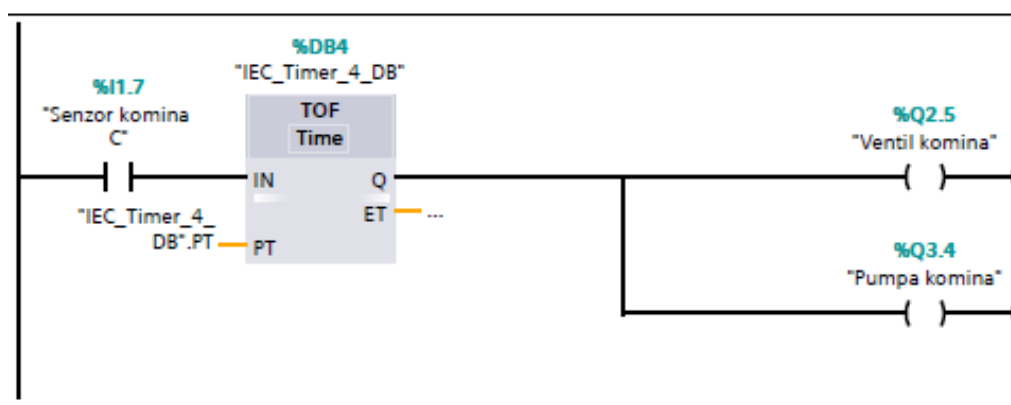 %DB4
"IEC_Timer_4_DB"
%I1.7
"Senzor komina
C"
TOF
Time
%Q2.5
"Ventil komina"
IN
Q
"IEC_Timer_4_
DB".PT
ET
...
PT
%Q3.4
"Pumpa komina"